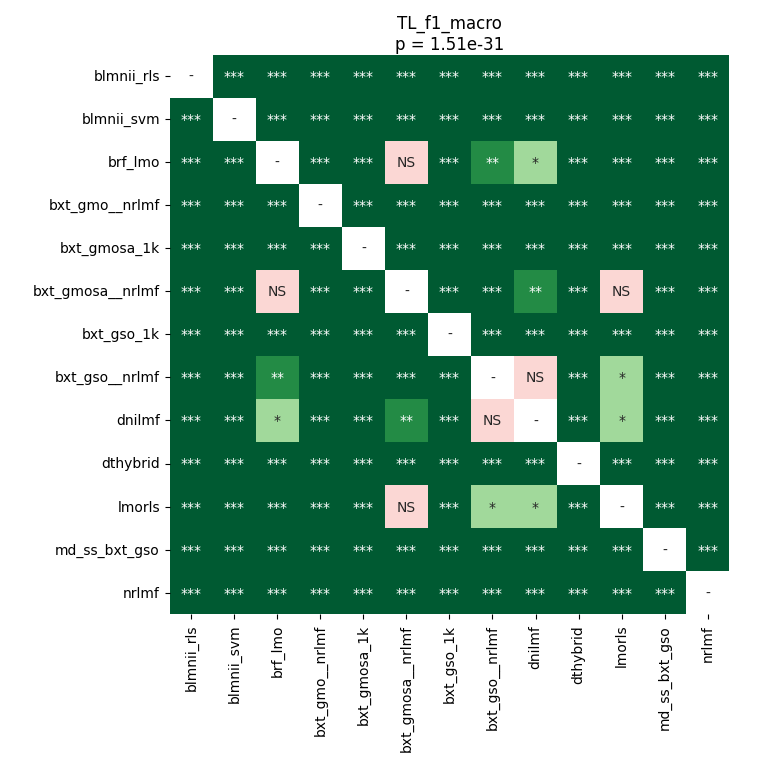 TL_f1_macro
p = 1.51e-31
blmnii_rls - *** *** *** *** *** *** *** *** *** *** *** ***
blmnii_svm *** - *** *** *** *** *** *** *** *** *** *** ***
brf_lmo *** *** - *** *** NS *** ** * *** *** *** ***
bxt_gmo__nrlmf *** *** *** - *** *** *** *** *** *** *** *** ***
bxt_gmosa_1k *** *** *** *** - *** *** *** *** *** *** *** ***
bxt_gmosa__nrlmf *** *** NS *** *** - *** *** ** *** NS *** ***
bxt_gso_1k *** *** *** *** *** *** - *** *** *** *** *** ***
bxt_gso__nrlmf *** *** ** *** *** *** *** - NS *** * *** ***
dnilmf *** *** * *** *** ** *** NS - *** * *** ***
dthybrid *** *** *** *** *** *** *** *** *** - *** *** ***
lmorls *** *** *** *** *** NS *** * * *** - *** ***
md_ss_bxt_gso *** *** *** *** *** *** *** *** *** *** *** - ***
nrlmf *** *** *** *** *** *** *** *** *** *** *** *** -
blmnii_rls
blmnii_svm
brf_lmo
bxt_gmo__nrlmf
bxt_gmosa_1k
bxt_gmosa__nrlmf
bxt_gso_1k
bxt_gso__nrlmf
dnilmf
dthybrid
lmorls
md_ss_bxt_gso
nrlmf